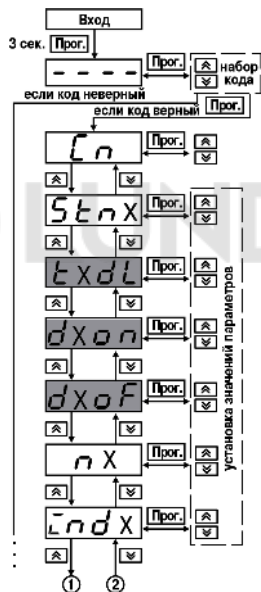 Вход
3 сек. Прог.
- - - -
набор кода
если код неверный
если код верный Прог.
Cn Прог.
StnX Прог.
tXdL Прог.
dXon Прог.
dXoF Прог.
nX Прог.
indX Прог.
установка значений параметров
1 2
LUND